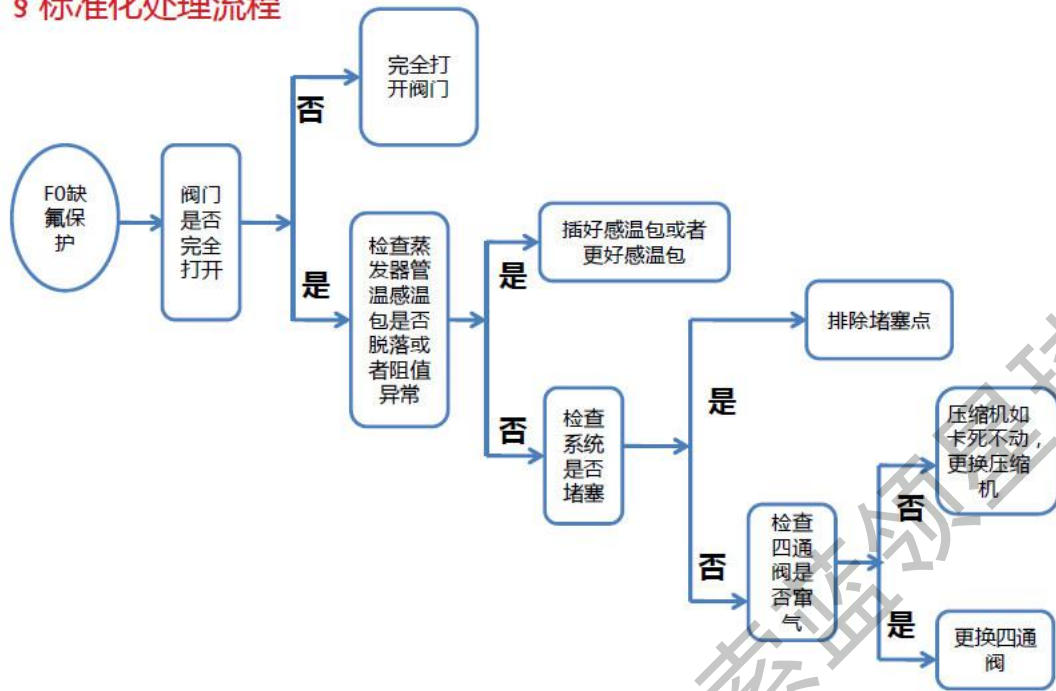 §标准化处理流程
完全打
开阀门
否
F0缺
氟保
护
阀门
是否
完全
打开
是
检查蒸
发器管
温感温
包是否
脱落或
者阻值
异常
插好感温包或者
更好感温包
是
否
检查
系统
是否
堵塞
排除堵塞点
是
否
检查
四通
阀是
否窜
气
压缩机如
卡死不动，
更换压缩
机
否
是
更换四通
阀
索蓝领星球